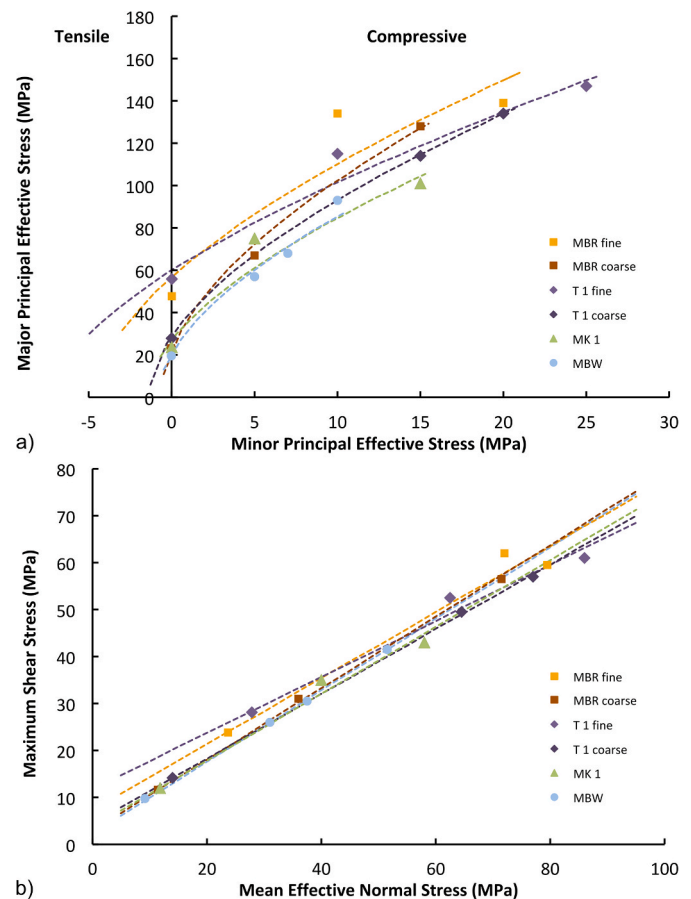 Tensile Compressive
Major Principal Effective Stress (MPa)
180
160
140
120
100
80
60
40
20
0
-5 0 5 10 15 20 25 30
MBR fine
MBR coarse
T 1 fine
T 1 coarse
MK 1
MBW
a) Minor Principal Effective Stress (MPa)
Maximum Shear Stress (MPa)
80
70
60
50
40
30
20
10
0
0 20 40 60 80 100
MBR fine
MBR coarse
T 1 fine
T 1 coarse
MK 1
MBW
b) Mean Effective Normal Stress (MPa)